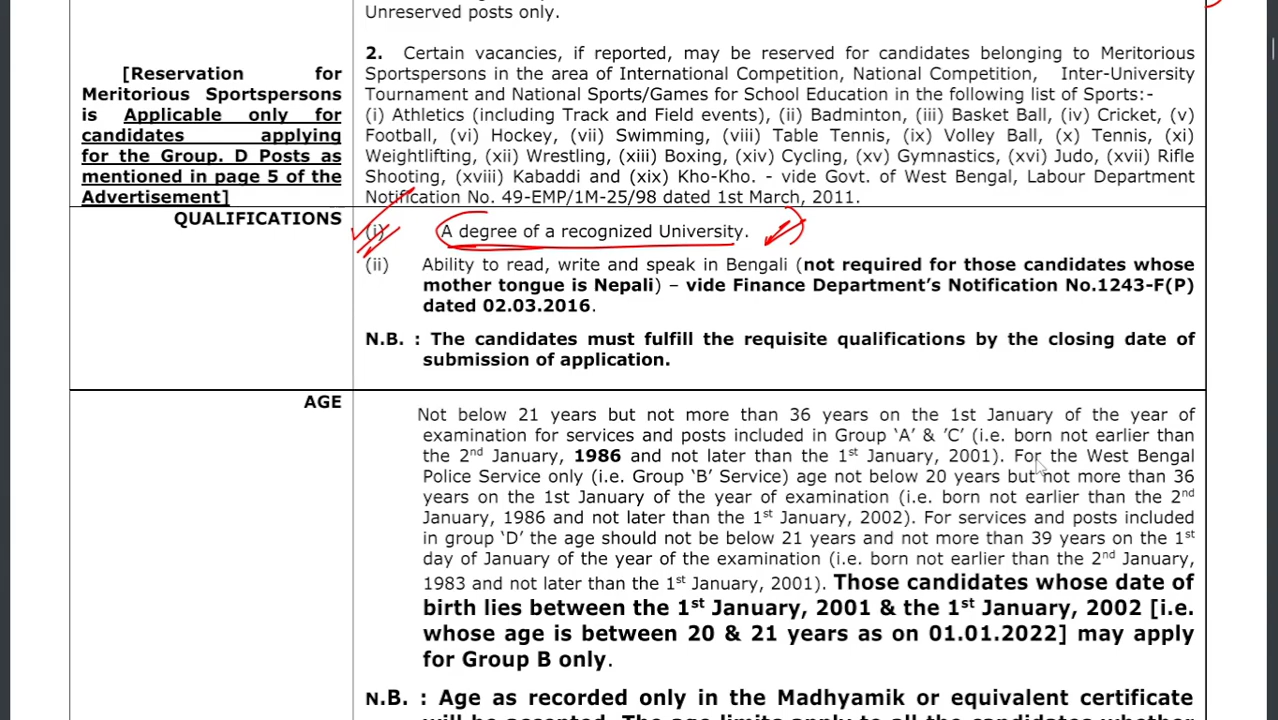 Unreserved posts only.
2. Certain vacancies, if reported, may be reserved for candidates belonging to Meritorious
[Reservation for Sportspersons in the area of International Competition, National Competition, Inter-University
Meritorious Sportspersons Tournament and National Sports/Games for School Education in the following list of Sports:-
is Applicable only for (i) Athletics (including Track and Field events), (ii) Badminton, (iii) Basket Ball, (iv) Cricket, (v)
candidates applying Football, (vi) Hockey, (vii) Swimming, (viii) Table Tennis, (ix) Volley Ball, (x) Tennis, (xi)
for the Group. D Posts as Weightlifting, (xii) Wrestling, (xiii) Boxing, (xiv) Cycling, (xv) Gymnastics, (xvi) Judo, (xvii) Rifle
mentioned in page 5 of the Shooting, (xviii) Kabaddi and (xix) Kho-Kho. - vide Govt. of West Bengal, Labour Department
Advertisement] Notification No. 49-EMP/1M-25/98 dated 1st March, 2011.
QUALIFICATIONS
(i) A degree of a recognized University.
(ii) Ability to read, write and speak in Bengali (not required for those candidates whose
mother tongue is Nepali) – vide Finance Department's Notification No.1243-F(P)
dated 02.03.2016.
N.B. : The candidates must fulfill the requisite qualifications by the closing date of
submission of application.
AGE
Not below 21 years but not more than 36 years on the 1st January of the year of
examination for services and posts included in Group 'A' & 'C' (i.e. born not earlier than
the 2nd January, 1986 and not later than the 1st January, 2001). For the West Bengal
Police Service only (i.e. Group 'B' Service) age not below 20 years but not more than 36
years on the 1st January of the year of examination (i.e. born not earlier than the 2nd
January, 1986 and not later than the 1st January, 2002). For services and posts included
in group 'D' the age should not be below 21 years and not more than 39 years on the 1st
day of January of the year of the examination (i.e. born not earlier than the 2nd January,
1983 and not later than the 1st January, 2001). Those candidates whose date of
birth lies between the 1st January, 2001 & the 1st January, 2002 [i.e.
whose age is between 20 & 21 years as on 01.01.2022] may apply
for Group B only.
N.B. : Age as recorded only in the Madhyamik or equivalent certificate
will be accepted. The age limits apply to all the candidates whether